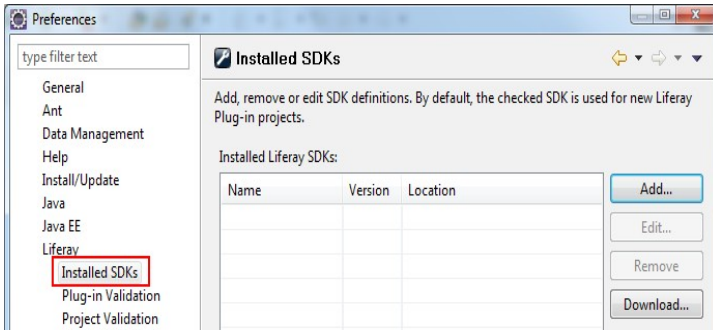 Preferences
type filter text
General
Ant
Data Management
Help
Install/Update
Java
Java EE
Liferay
Installed SDKs
Plug-in Validation
Project Validation
Installed SDKs
Add, remove or edit SDK definitions. By default, the checked SDK is used for new Liferay
Plug-in projects.
Installed Liferay SDKs:
Name Version Location
Add...
Edit...
Remove
Download...